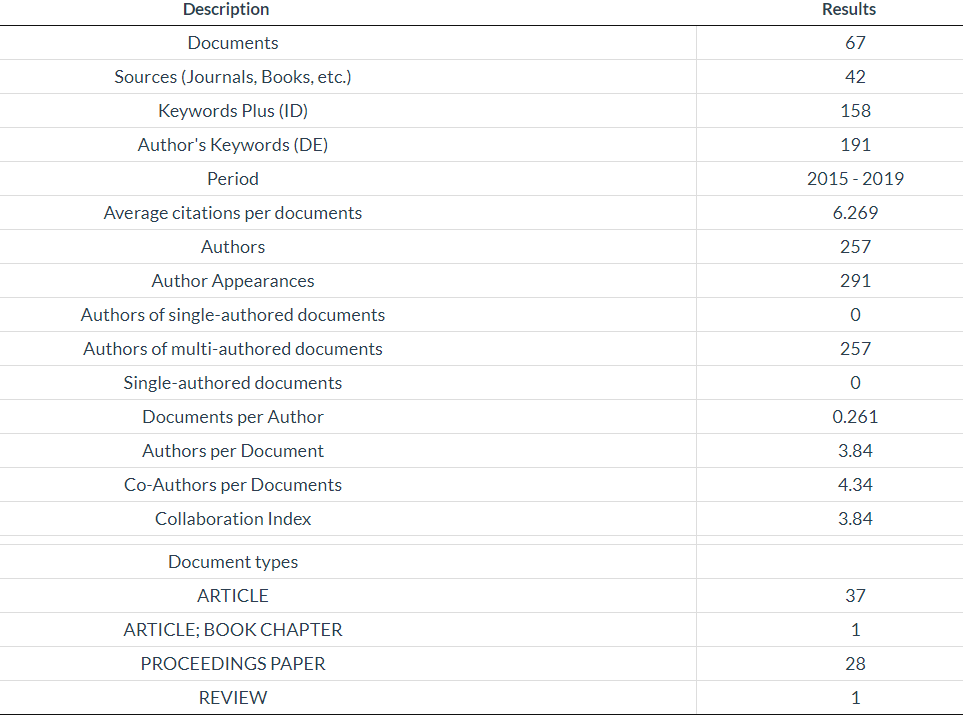 Description Results
Documents 67
Sources (Journals, Books, etc.) 42
Keywords Plus (ID) 158
Author's Keywords (DE) 191
Period 2015 - 2019
Average citations per documents 6.269
Authors 257
Author Appearances 291
Authors of single-authored documents 0
Authors of multi-authored documents 257
Single-authored documents 0
Documents per Author 0.261
Authors per Document 3.84
Co-Authors per Documents 4.34
Collaboration Index 3.84
Document types
ARTICLE 37
ARTICLE; BOOK CHAPTER 1
PROCEEDINGS PAPER 28
REVIEW 1